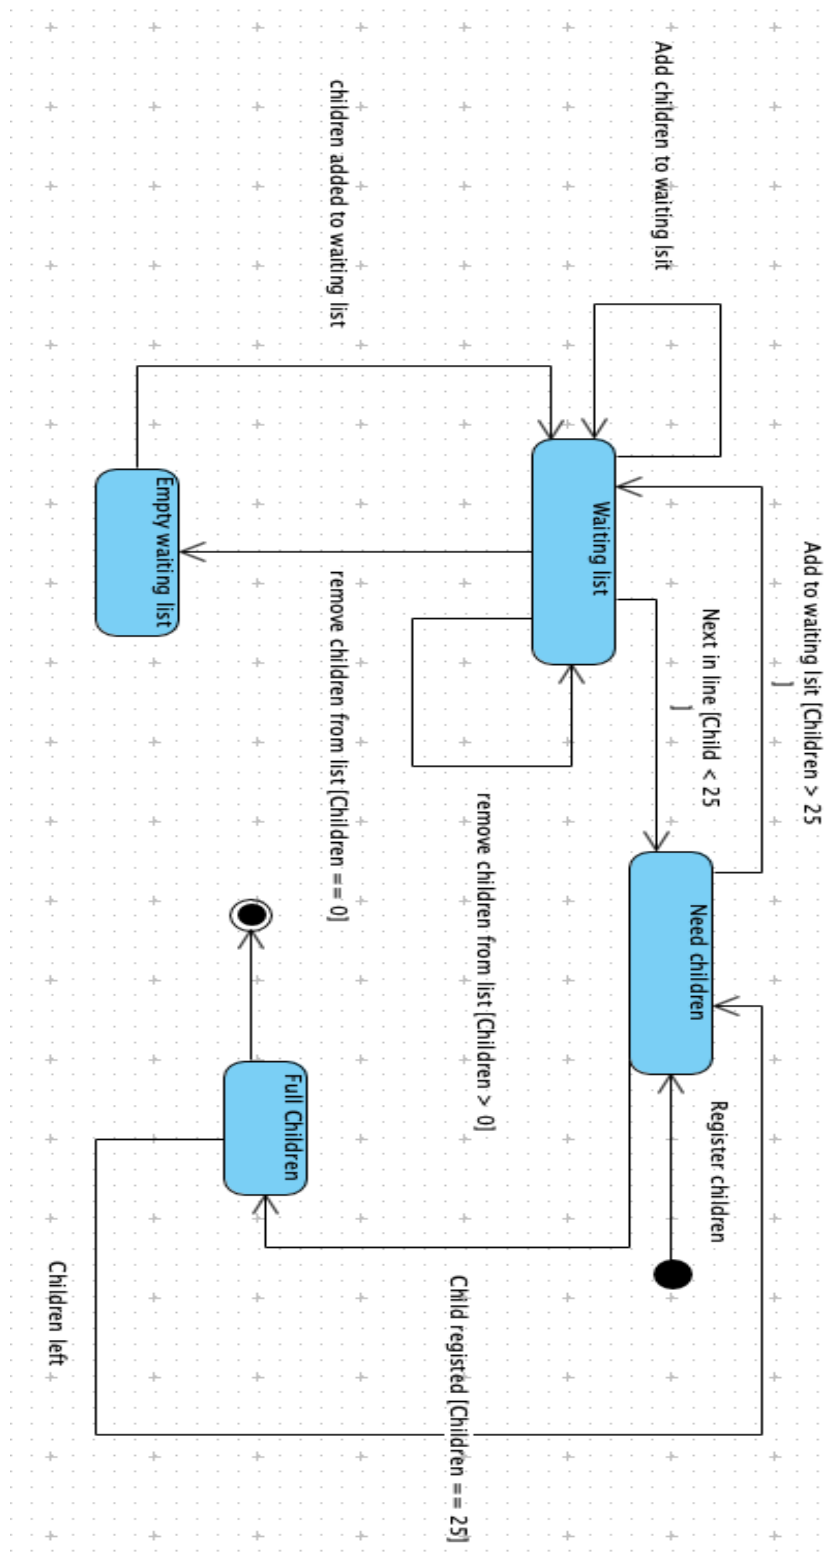 Add to waiting lsit [Children > 25
]
Add children to waiting lsit
Next in line [Child < 25
]
Register children
Need children
Waiting list
remove children from list [Children > 0]
Child registed [Children == 25]
children added to waiting list
remove children from list [Children == 0]
Full Children
Empty waiting list
Children left